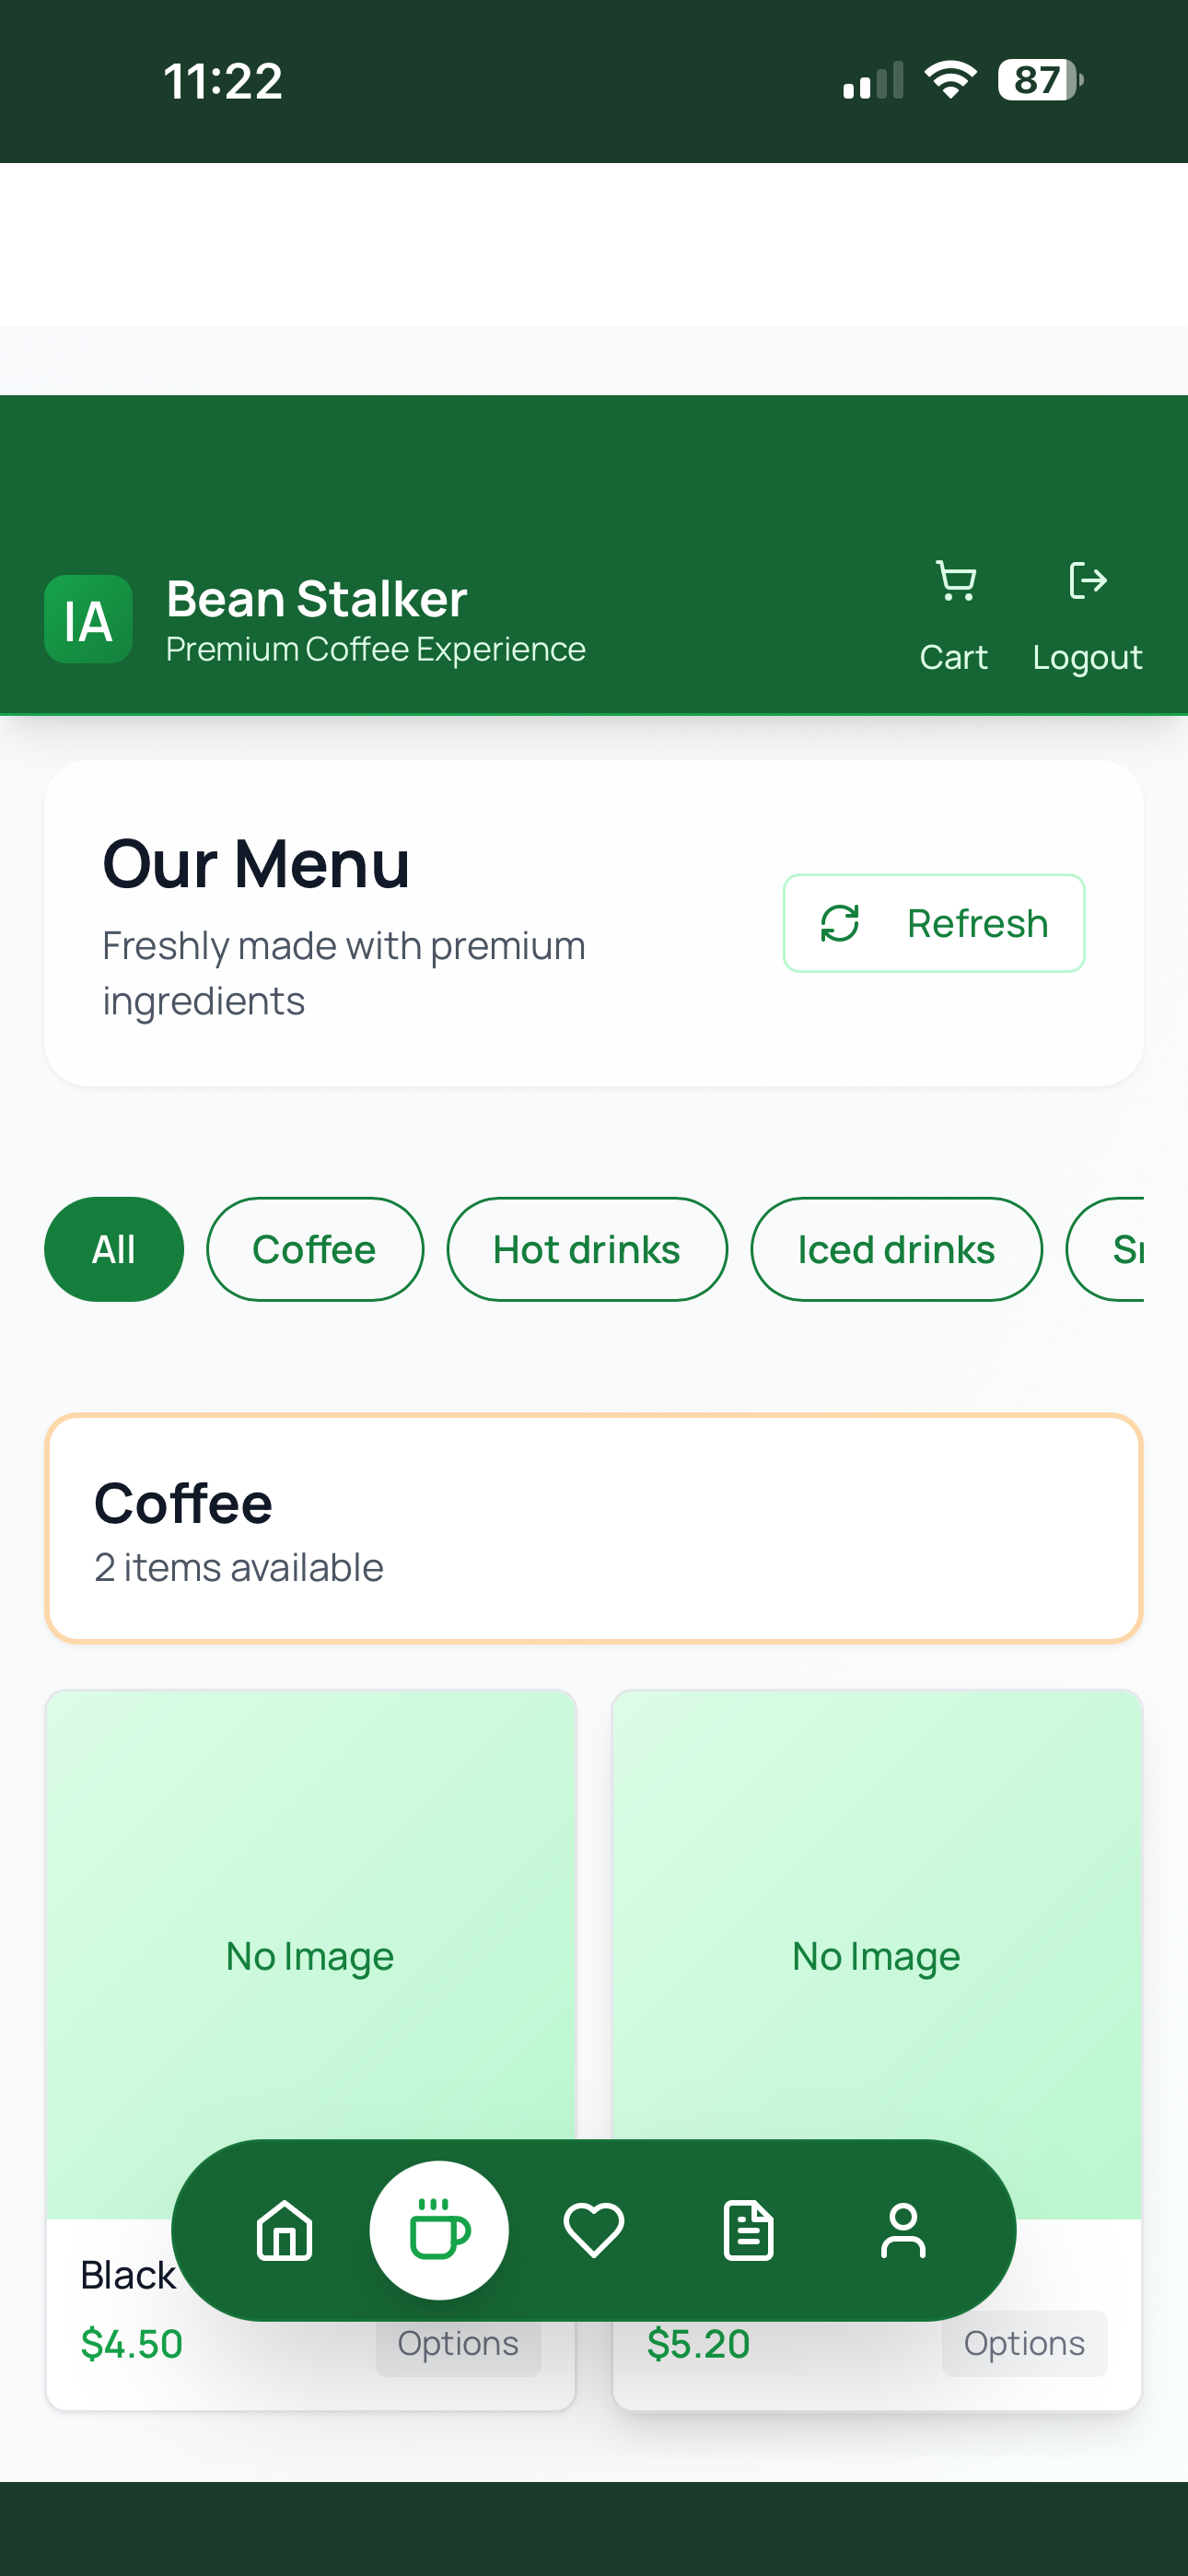 11:22
87
IA
Bean Stalker
Premium Coffee Experience
Cart
Logout
Our Menu
Freshly made with premium
ingredients
Refresh
All
Coffee
Hot drinks
Iced drinks
Coffee
2 items available
No Image
No Image
Black
$4.50
Options
$5.20
Options